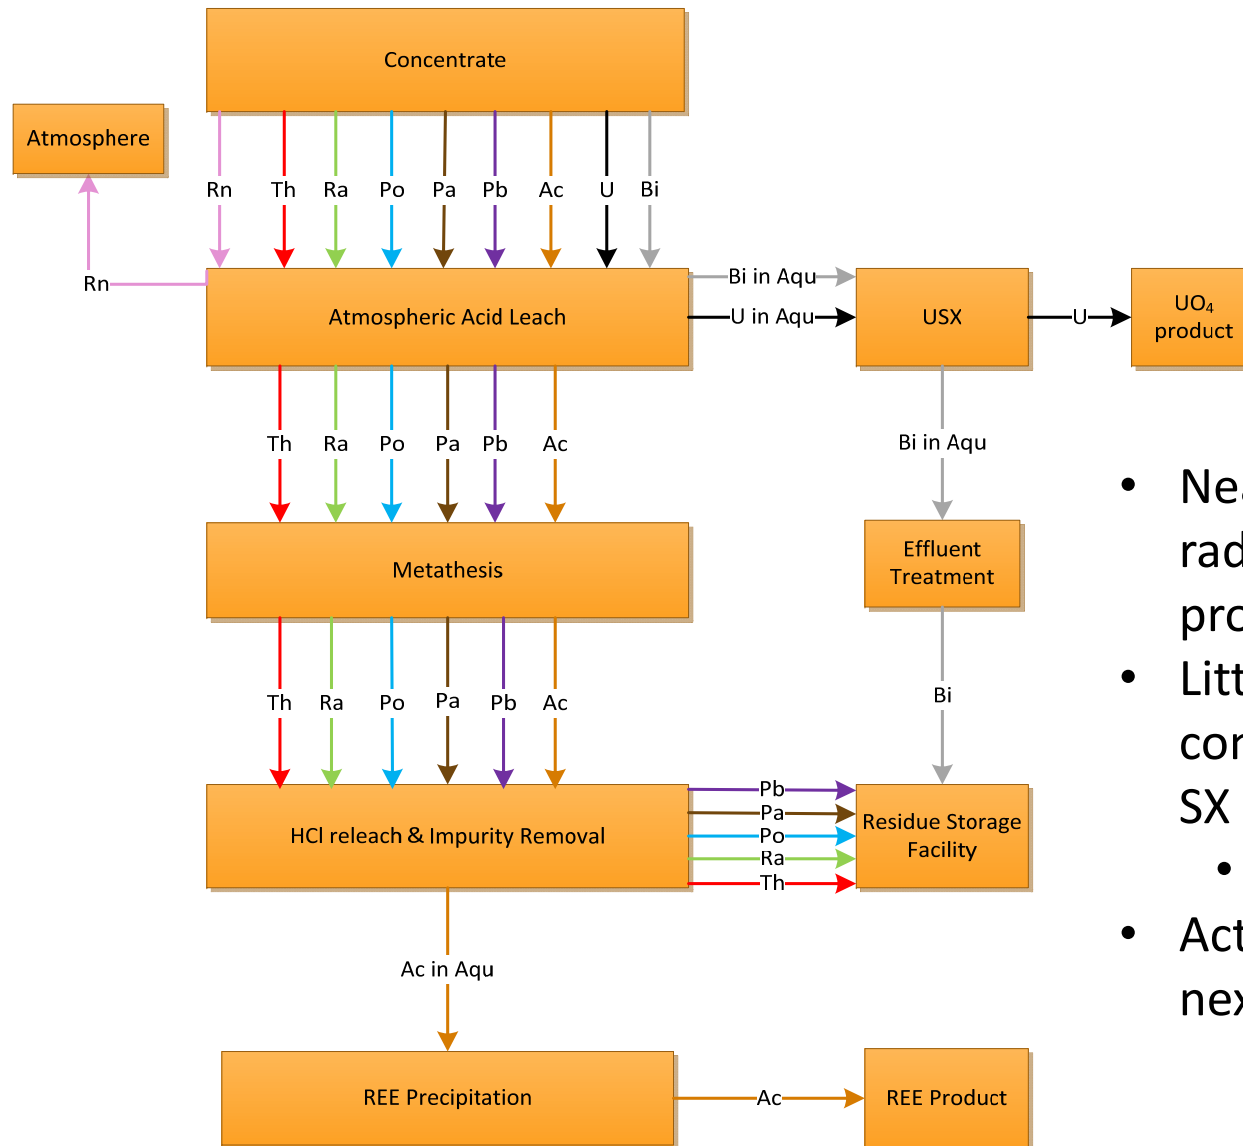 Concentrate
Atmosphere
Rn Th Ra Po Pa Pb Ac U Bi
Rn
Atmospheric Acid Leach
Bi in Aqu
U in Aqu
USX
U
UO₄
product
Th Ra Po Pa Pb Ac
Bi in Aqu
Metathesis
Effluent
Treatment
Th Ra Po Pa Pb Ac
Bi
HCl releach & Impurity Removal
Pb
Pa
Po
Ra
Th
Residue Storage
Facility
Ac in Aqu
REE Precipitation
Ac
REE Product
• SX
•
• Act